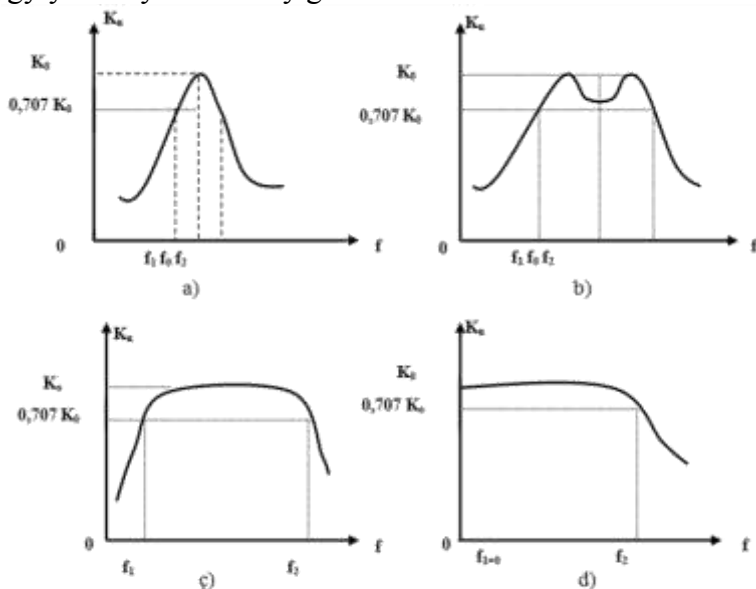 Kᵤ
K₀
0,707 K₀
0
f₁ f₀ f₂
f
a)
Kᵤ
K₀
0,707 K₀
0
f₁ f₀ f₂
f
b)
Kᵤ
K₀
0,707 K₀
0
f₁
f₂
f
ç)
Kᵤ
K₀
0,707 K₀
0
f₁₌₀
f₂
f
d)